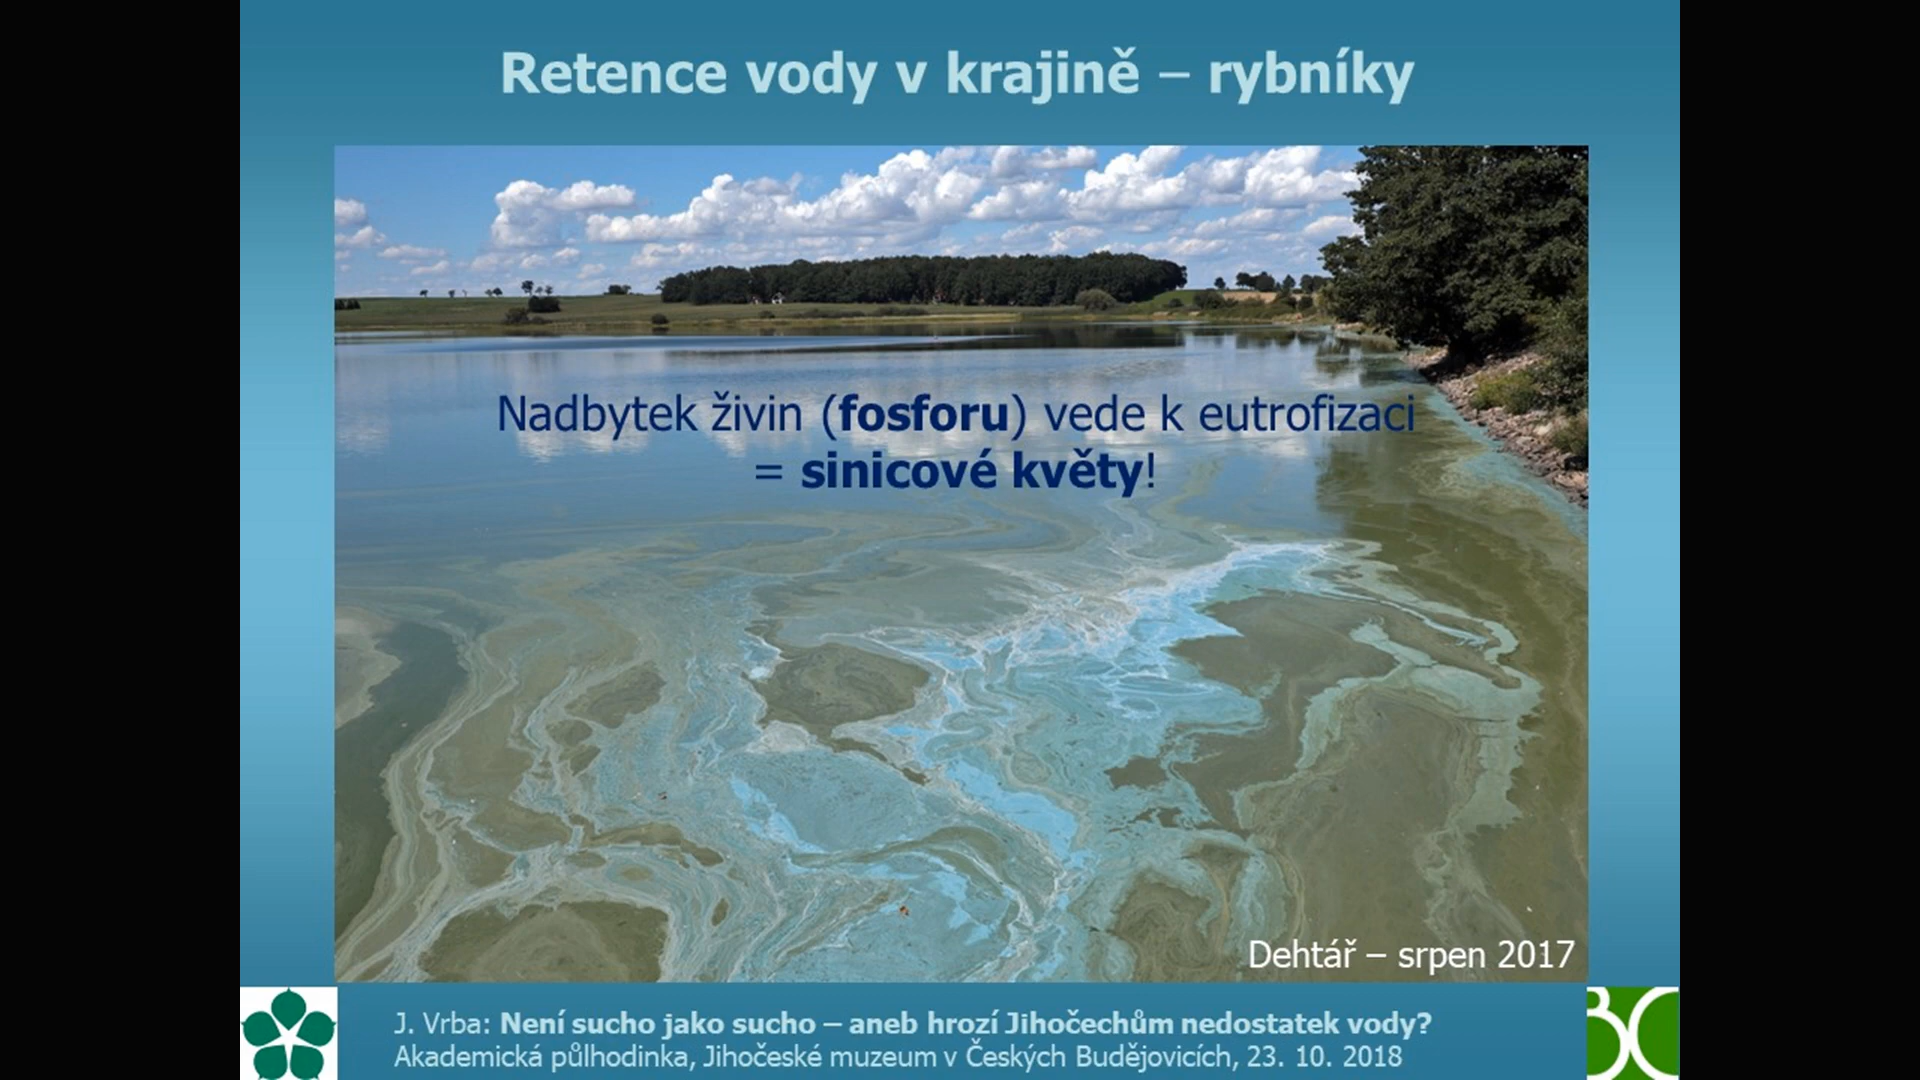 Retence vody v krajině – rybníky
Nadbytek živin (fosforu) vede k eutrofizaci
= sinicové květy!
Dehtář – srpen 2017
J. Vrba: Není sucho jako sucho – aneb hrozí Jihočechům nedostatek vody?
Akademická půlhodinka, Jihočeské muzeum v Českých Budějovicích, 23. 10. 2018